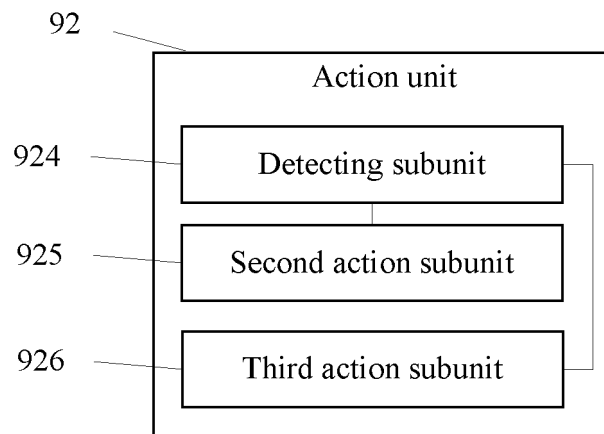 92
Action unit
924
Detecting subunit
925
Second action subunit
926
Third action subunit